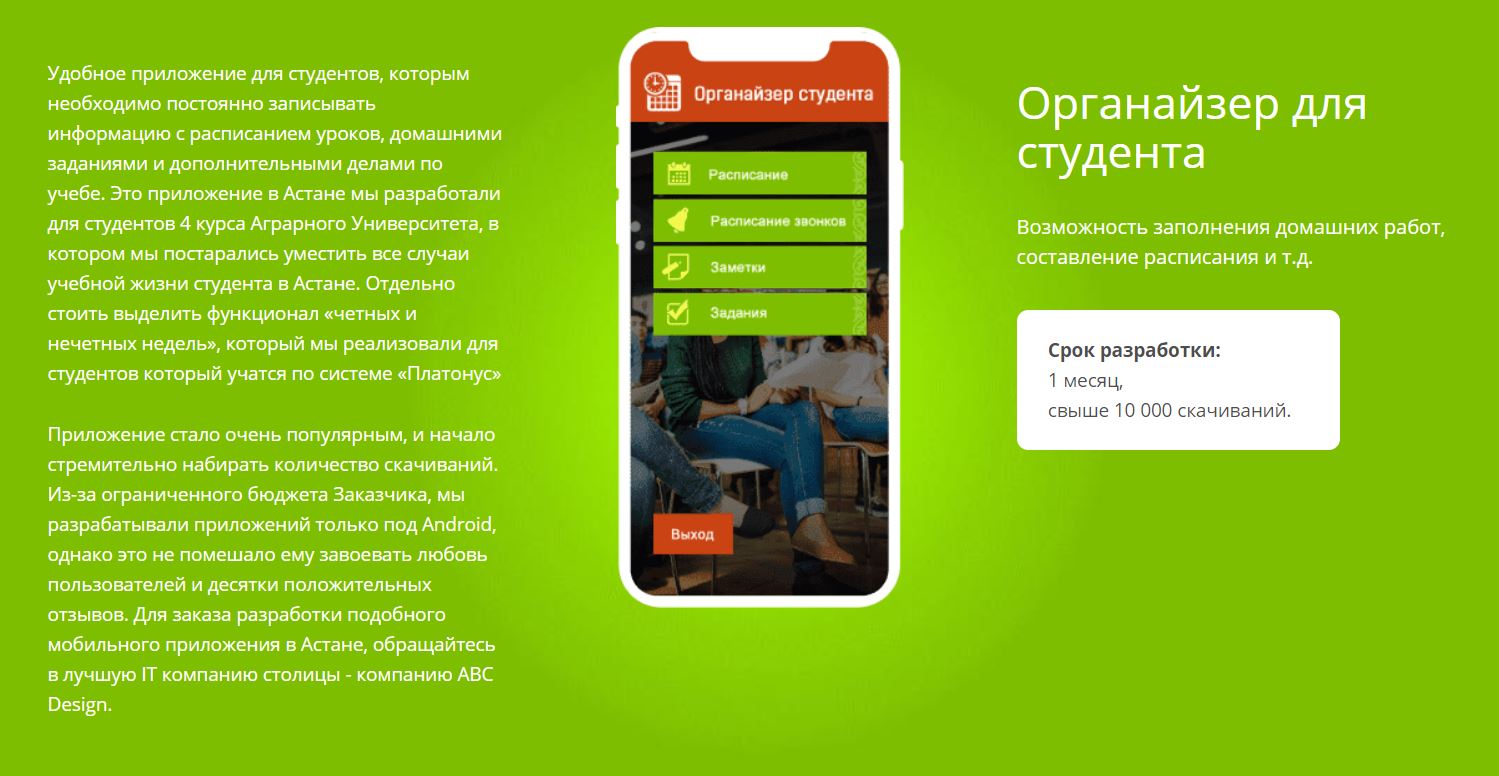 Удобное приложение для студентов, которым
необходимо постоянно записывать
информацию с расписанием уроков, домашними
заданиями и дополнительными делами по
учебе. Это приложение в Астане мы разработали
для студентов 4 курса Аграрного Университета, в
котором мы постарались уместить все случаи
учебной жизни студента в Астане. Отдельно
стоить выделить функционал «четных и
нечетных недель», который мы реализовали для
студентов который учатся по системе «Платонус»
Приложение стало очень популярным, и начало
стремительно набирать количество скачиваний.
Из-за ограниченного бюджета Заказчика, мы
разрабатывали приложений только под Android,
однако это не помешало ему завоевать любовь
пользователей и десятки положительных
отзывов. Для заказа разработки подобного
мобильного приложения в Астане, обращайтесь
в лучшую IT компанию столицы - компанию ABC
Design.
Органайзер студента
Расписание
Расписание звонков
Заметки
Задания
Выход
Органайзер для
студента
Возможность заполнения домашних работ,
составление расписания и т.д.
Срок разработки:
1 месяц,
свыше 10 000 скачиваний.